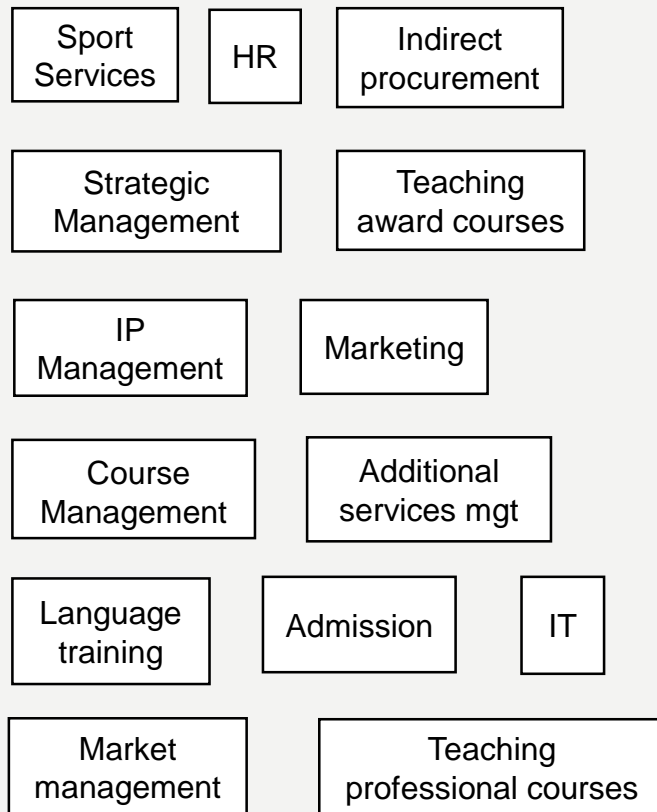 Sport
Services
HR
Indirect
procurement
Strategic
Management
Teaching
award courses
IP
Management
Marketing
Course
Management
Additional
services mgt
Language
training
Admission
IT
Market
management
Teaching
professional courses